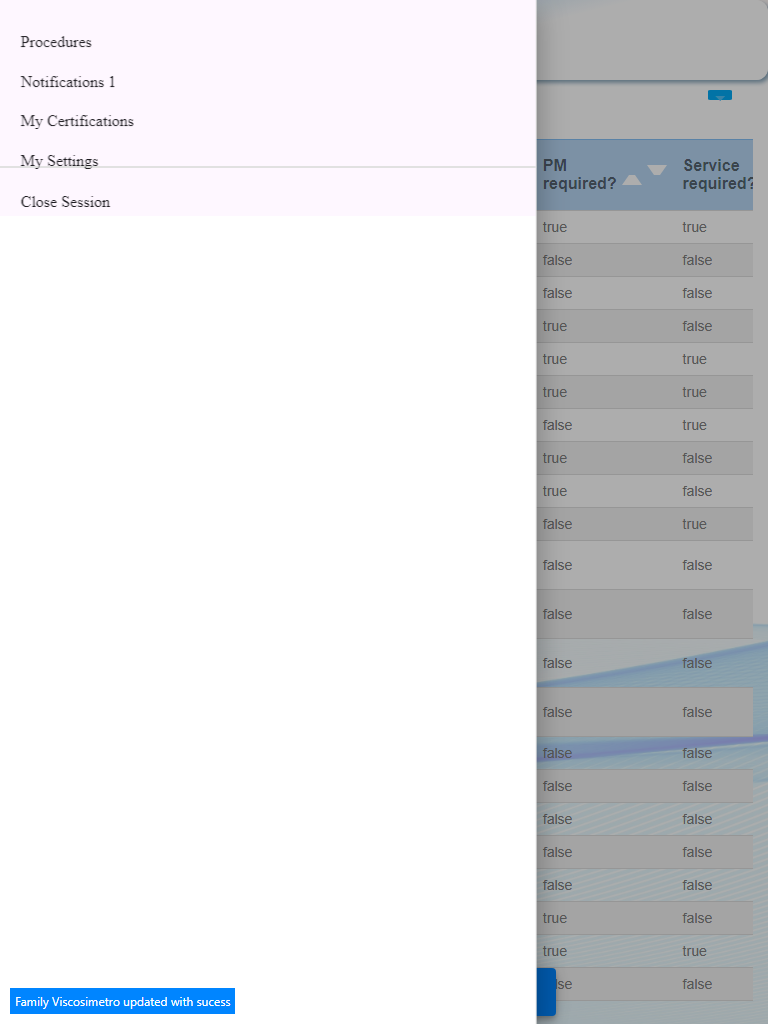 Procedures
Notifications 1
My Certifications
My Settings
Close Session
PM required?
Service required?
true true
false false
false false
true false
true true
true true
false true
true false
true false
false true
false false
false false
false false
false false
false false
false false
false false
false false
false false
true false
true true
lse false
Family Viscosimetro updated with sucess